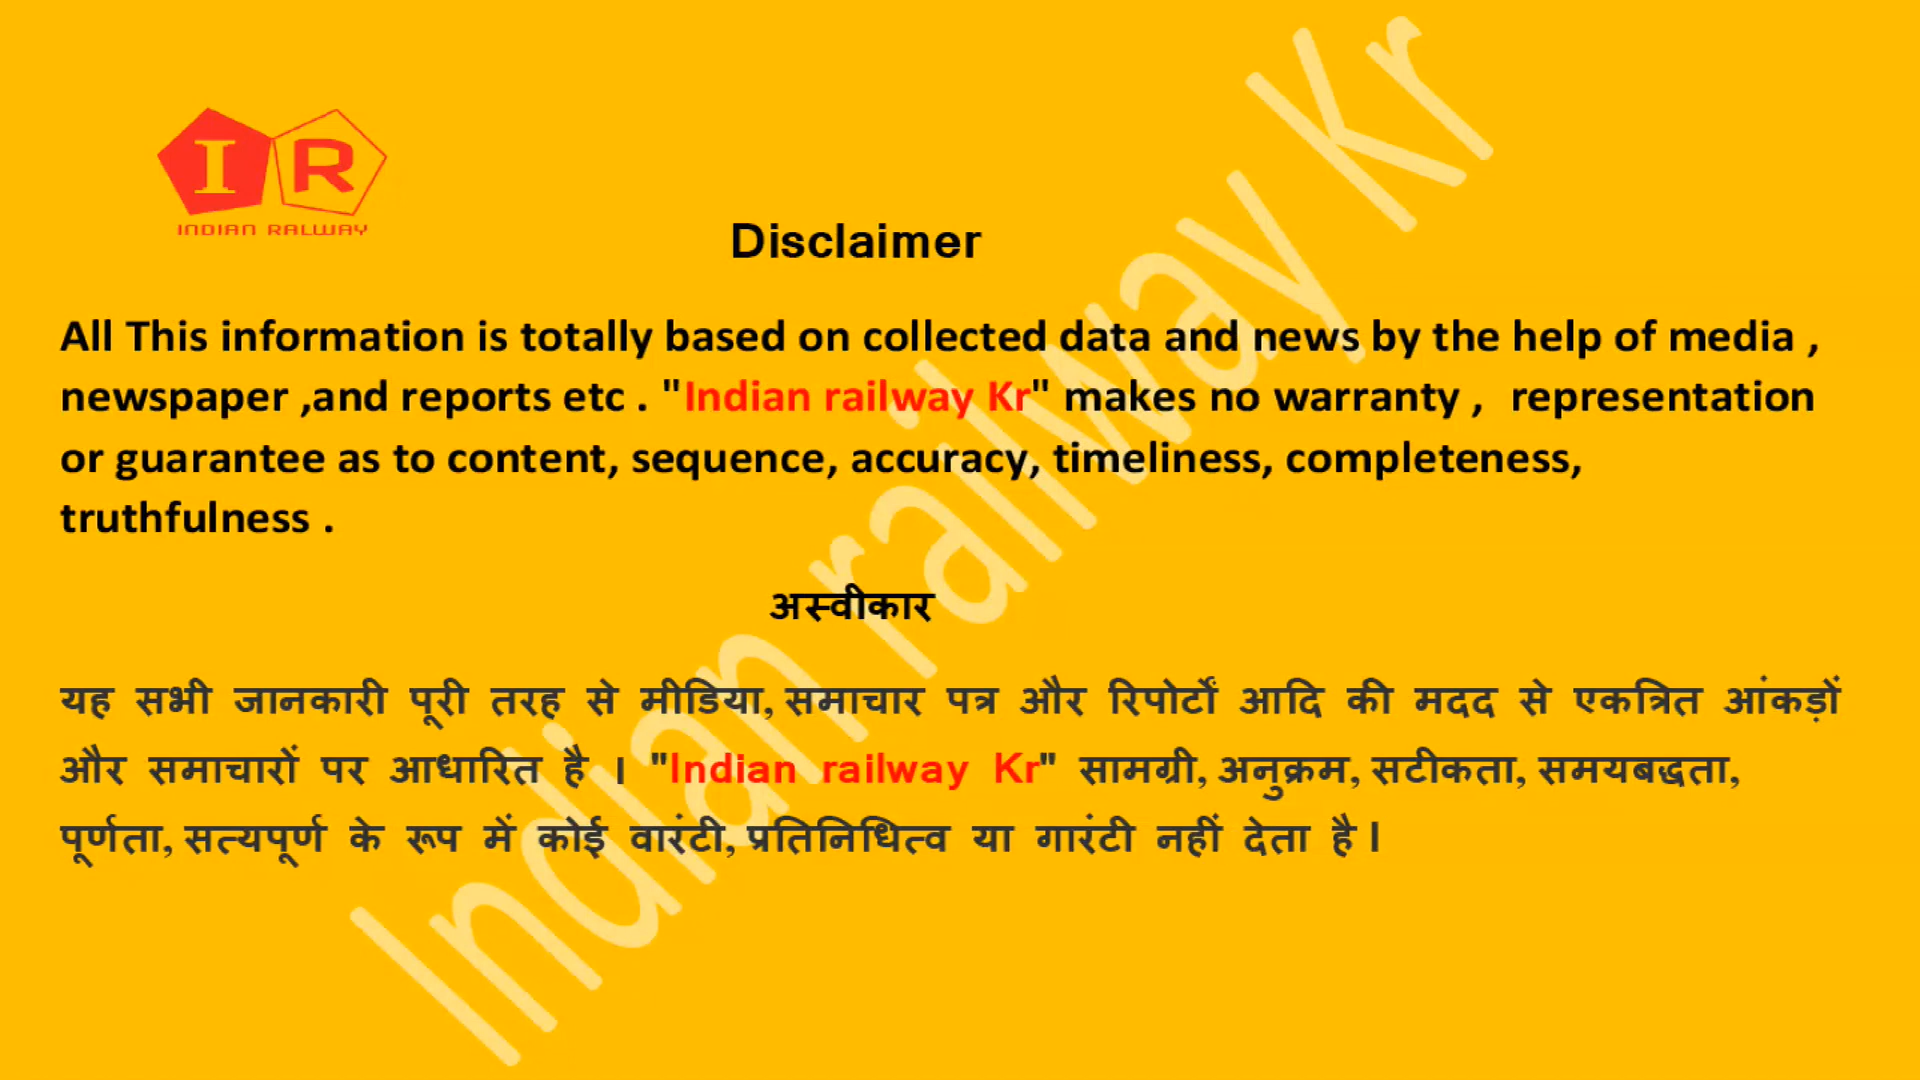 I R
INDIAN RALWAY
Disclaimer
All This information is totally based on collected data and news by the help of media ,
newspaper ,and reports etc . "Indian railway Kr" makes no warranty , representation
or guarantee as to content, sequence, accuracy, timeliness, completeness,
truthfulness .
अस्वीकार
यह सभी जानकारी पूरी तरह से मीडिया, समाचार पत्र और रिपोर्टों आदि की मदद से एकत्रित आंकड़ों
और समाचारों पर आधारित है । "Indian railway Kr" सामग्री, अनुक्रम, सटीकता, समयबद्धता,
पूर्णता, सत्यपूर्ण के रूप में कोई वारंटी, प्रतिनिधित्व या गारंटी नहीं देता है |
Indian railway Kr